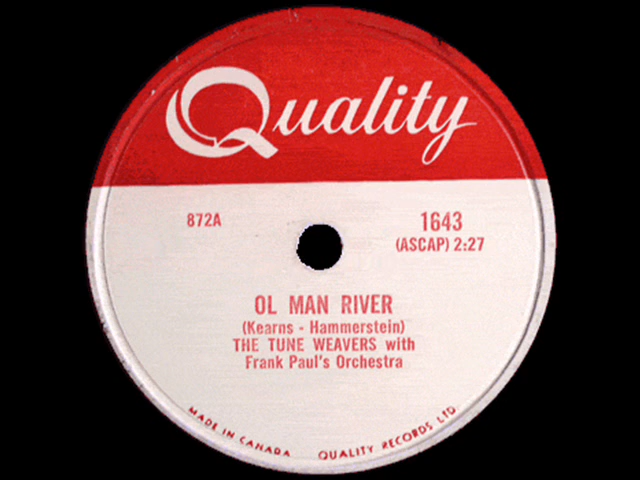 Quality
872A
1643
(ASCAP) 2:27
OL MAN RIVER
(Kearns - Hammerstein)
THE TUNE WEAVERS with
Frank Paul's Orchestra
MADE IN CANADA QUALITY RECORDS LTD.